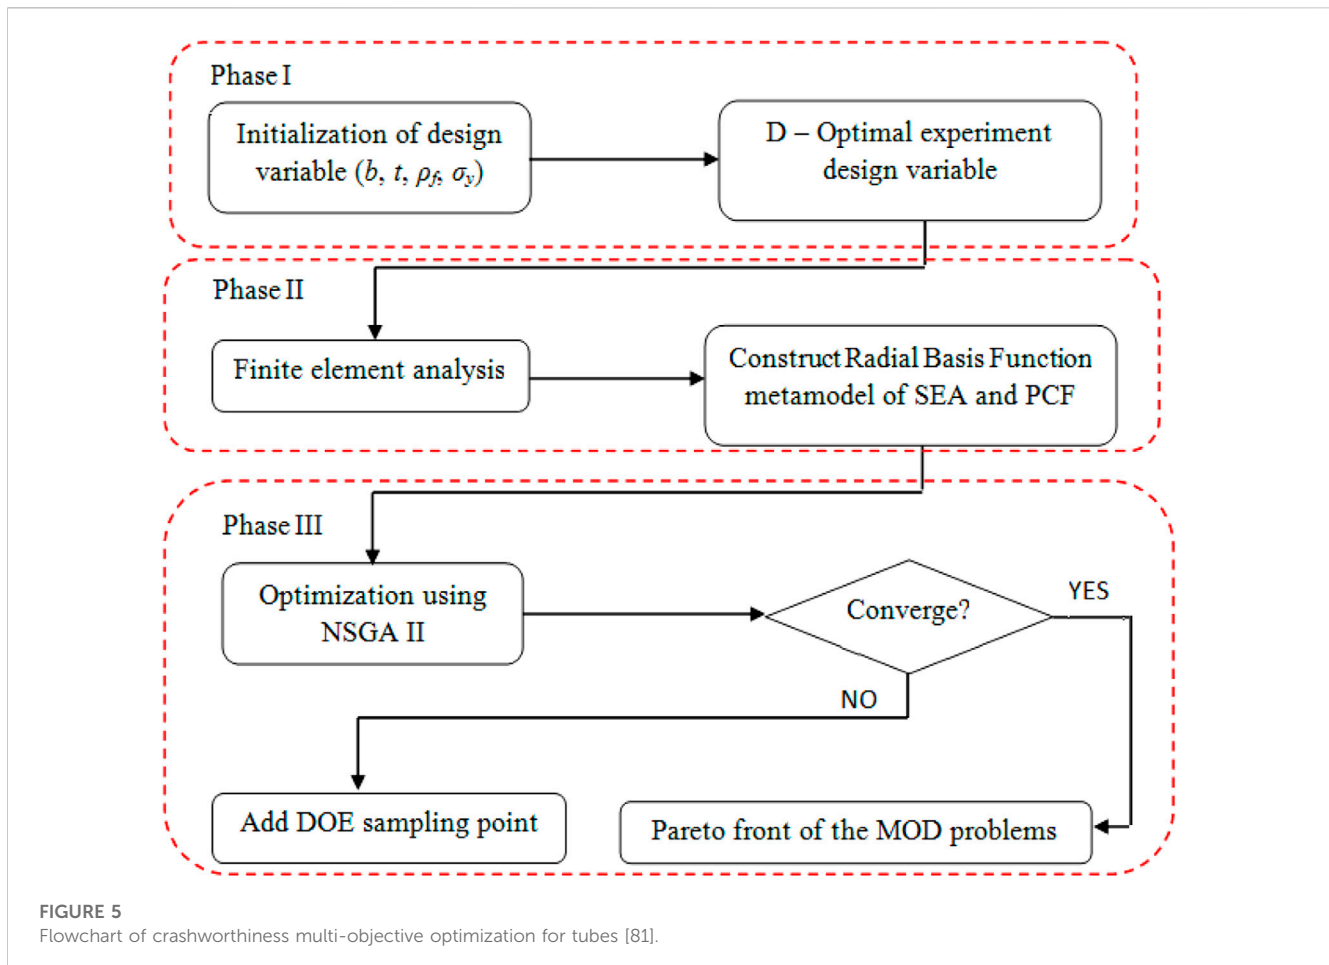 Phase I
Initialization of design
variable (b, t, ρf, σy)
D – Optimal experiment
design variable
Phase II
Finite element analysis
Construct Radial Basis Function
metamodel of SEA and PCF
Phase III
Optimization using
NSGA II
Converge?
YES
NO
Add DOE sampling point
Pareto front of the MOD problems
FIGURE 5
Flowchart of crashworthiness multi-objective optimization for tubes [81].